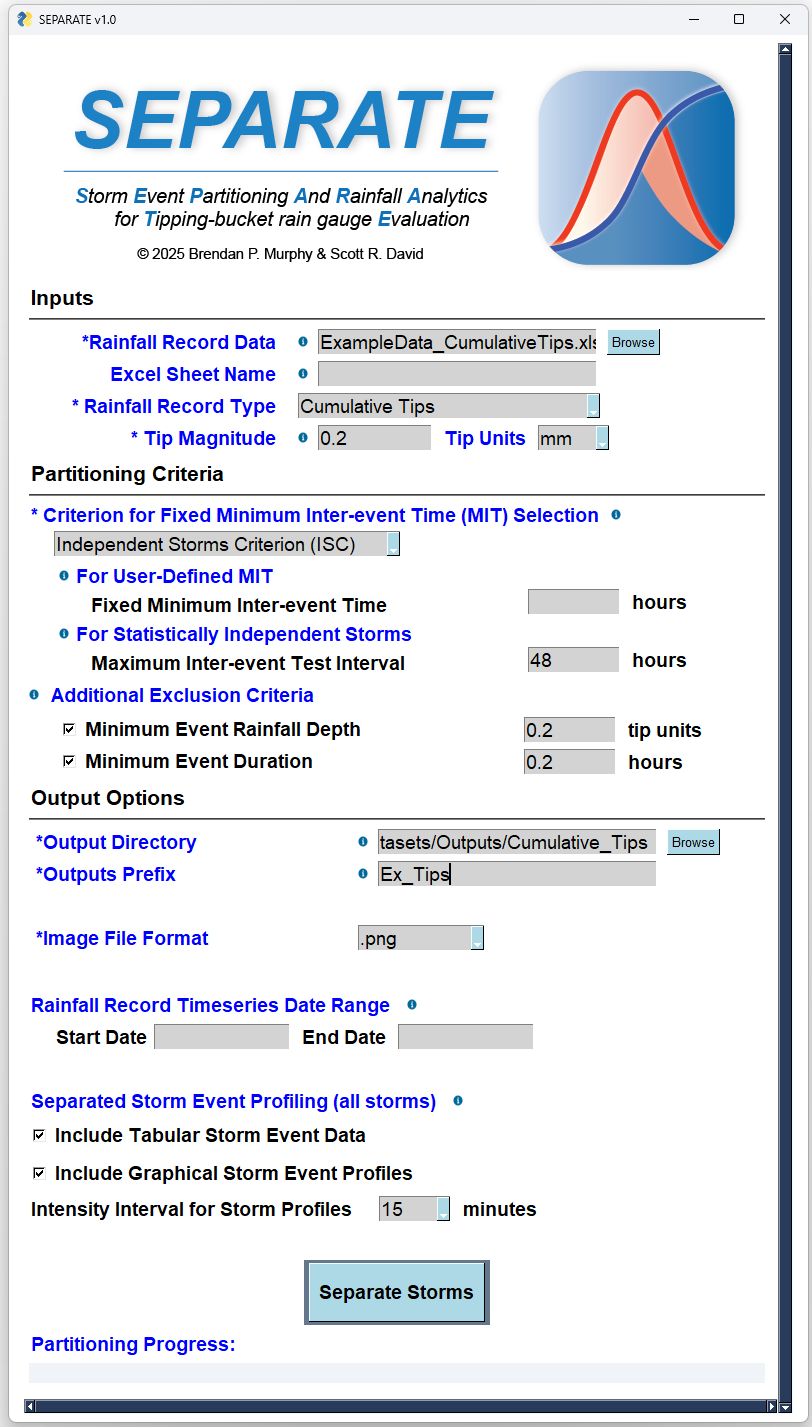 SEPARATE v1.0
SEPARATE
Storm Event Partitioning And Rainfall Analytics
for Tipping-bucket rain gauge Evaluation
© 2025 Brendan P. Murphy & Scott R. David
Inputs
*Rainfall Record Data ExampleData_CumulativeTips.xls Browse
Excel Sheet Name
* Rainfall Record Type Cumulative Tips
* Tip Magnitude 0.2 Tip Units mm
Partitioning Criteria
* Criterion for Fixed Minimum Inter-event Time (MIT) Selection
Independent Storms Criterion (ISC)
For User-Defined MIT
Fixed Minimum Inter-event Time hours
For Statistically Independent Storms
Maximum Inter-event Test Interval 48 hours
Additional Exclusion Criteria
Minimum Event Rainfall Depth 0.2 tip units
Minimum Event Duration 0.2 hours
Output Options
*Output Directory tasets/Outputs/Cumulative_Tips Browse
*Outputs Prefix Ex_Tips
*Image File Format .png
Rainfall Record Timeseries Date Range
Start Date End Date
Separated Storm Event Profiling (all storms)
Include Tabular Storm Event Data
Include Graphical Storm Event Profiles
Intensity Interval for Storm Profiles 15 minutes
Separate Storms
Partitioning Progress: